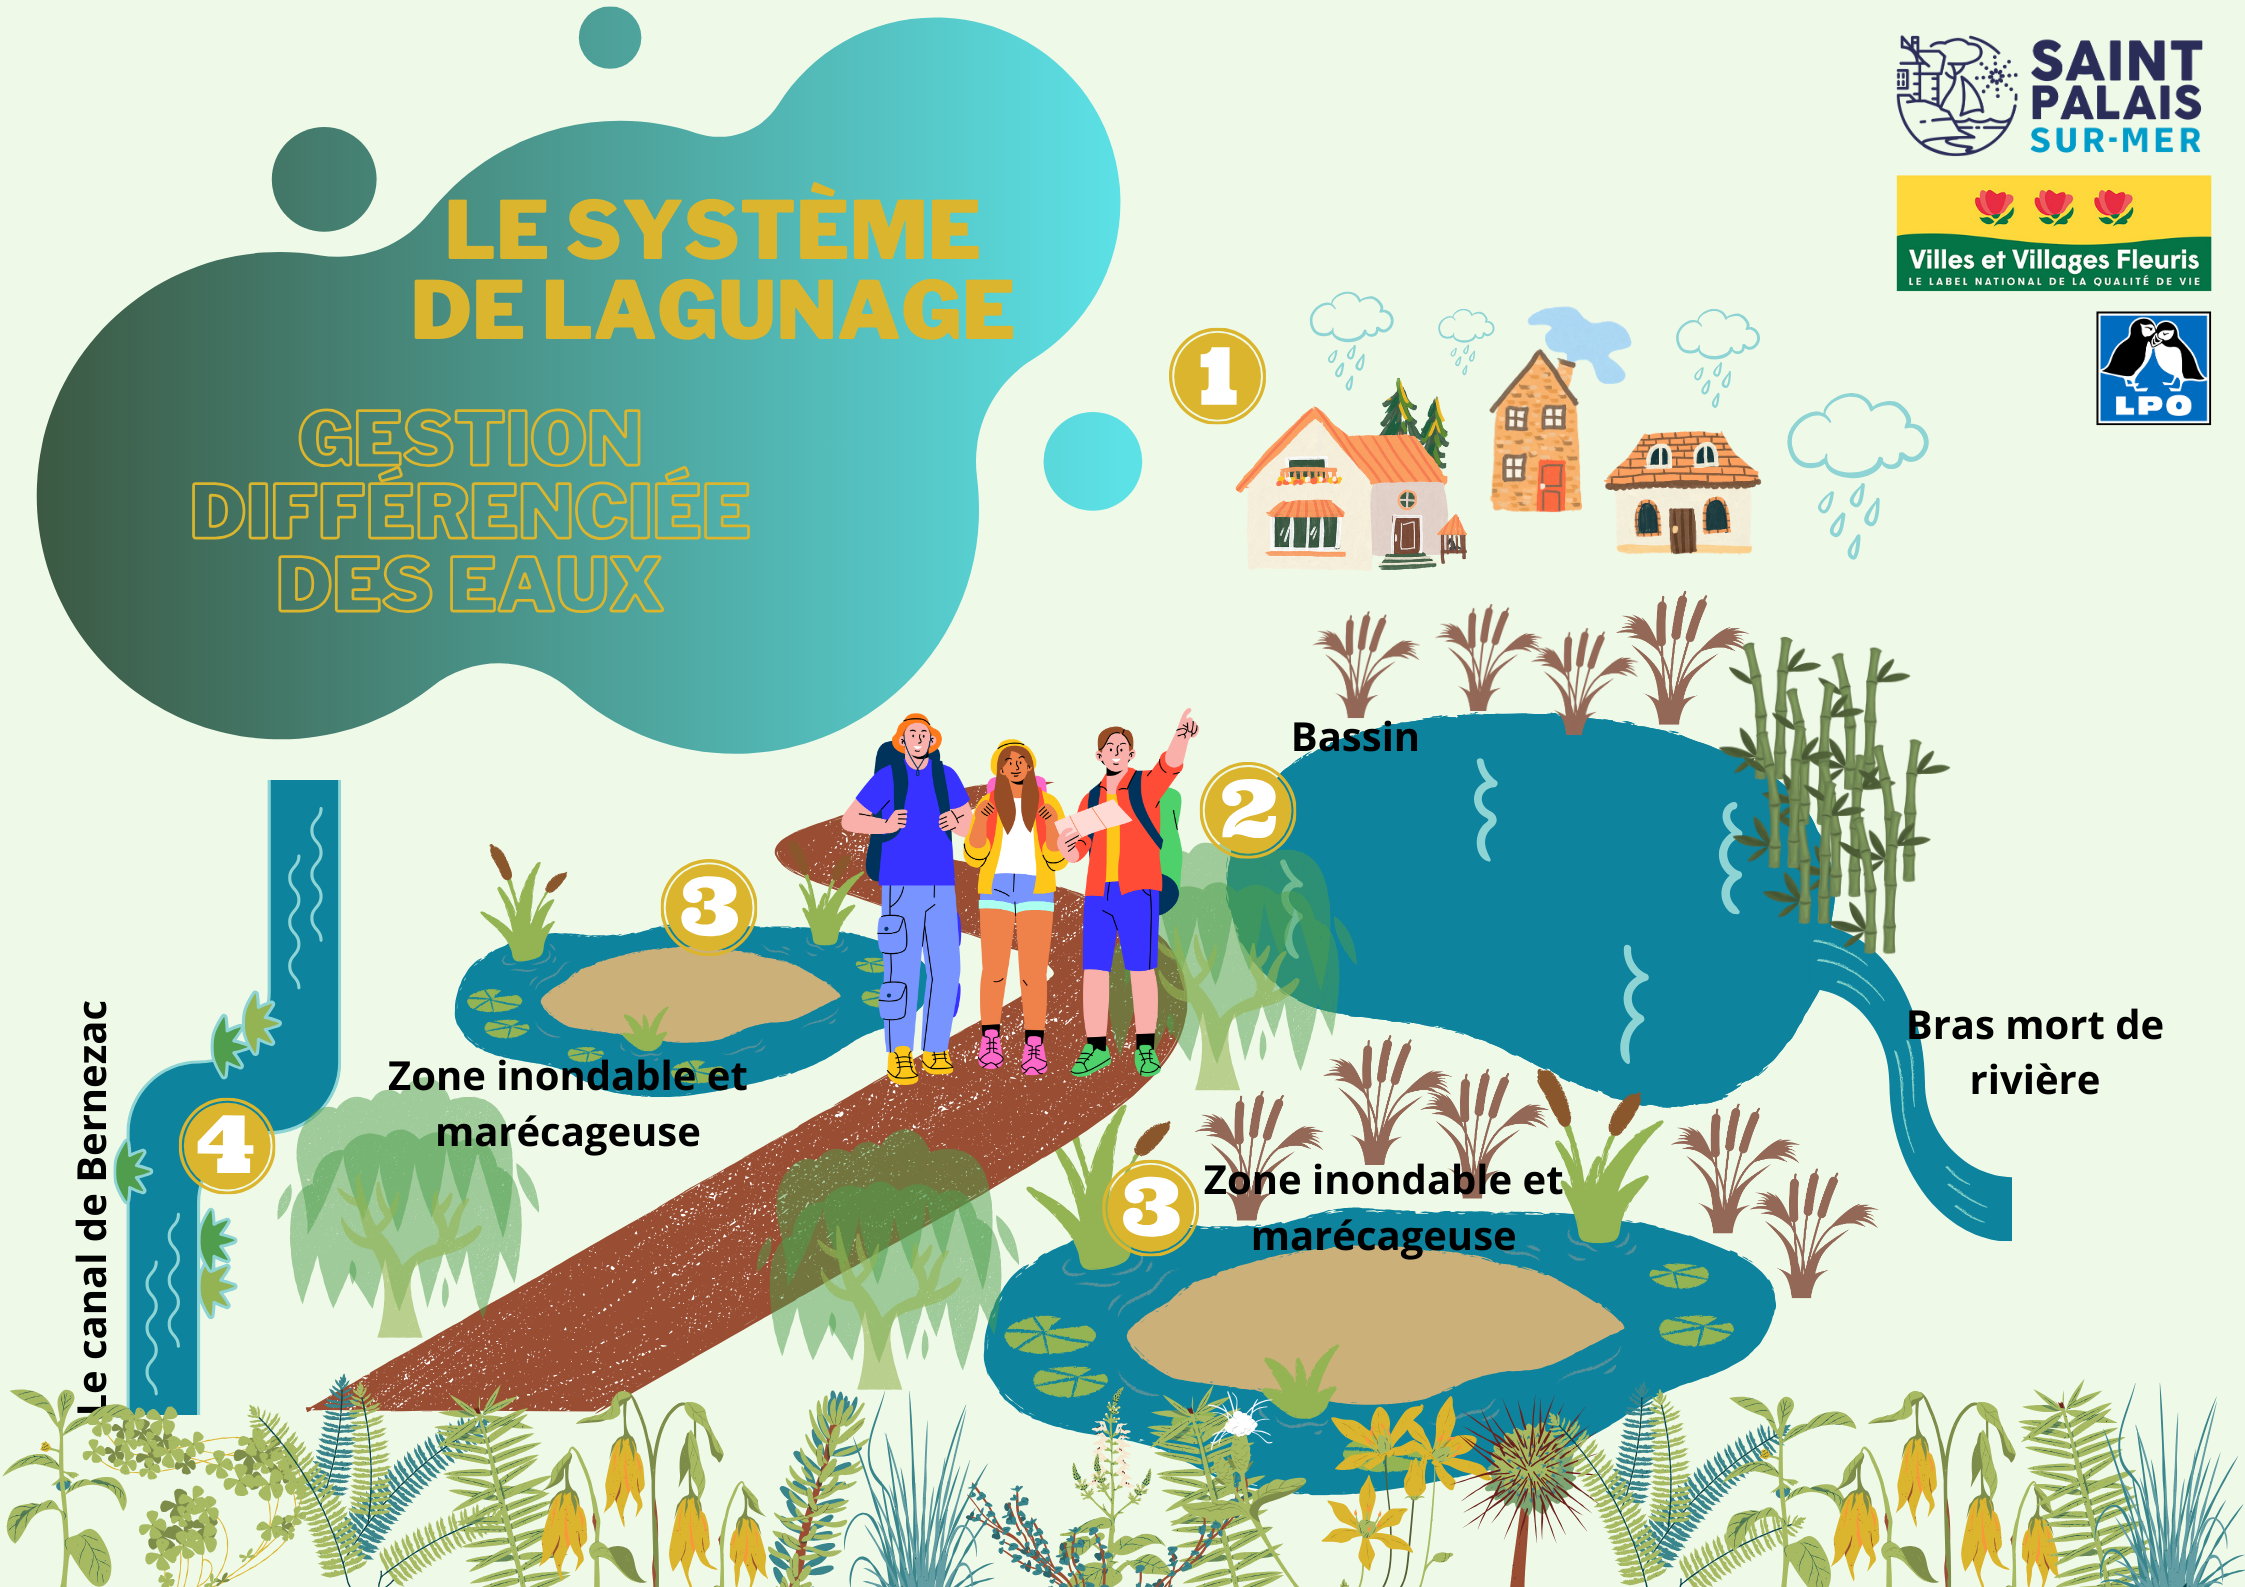 LE SYSTÈME
DE LAGUNAGE
GESTION
DIFFÉRENCIÉE
DES EAUX
SAINT
PALAIS
SUR-MER
Villes et Villages Fleuris
LE LABEL NATIONAL DE LA QUALITÉ DE VIE
LPO
1
Bassin
2
3
Zone inondable et
marécageuse
Bras mort de
rivière
3
Zone inondable et
marécageuse
4
Le canal de Bernezac